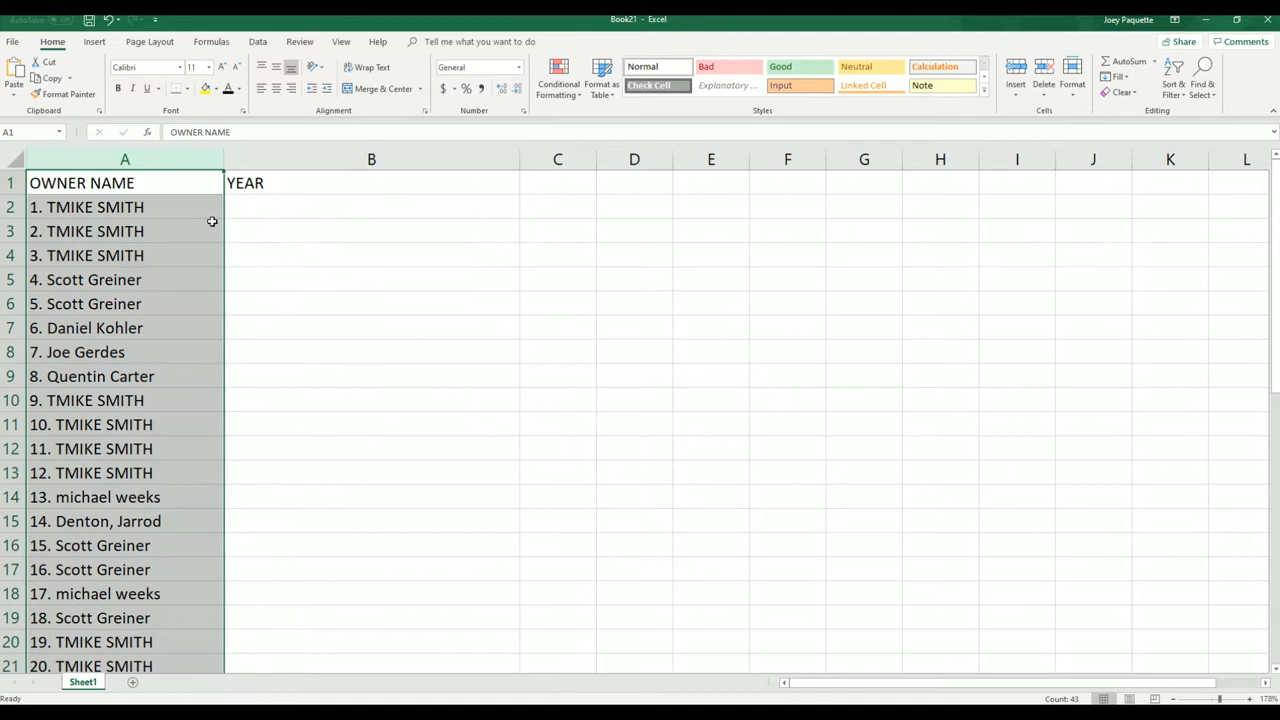 AutoSave Off
Book21 - Excel
Joey Paquette
File Home Insert Page Layout Formulas Data Review View Help Tell me what you want to do
Share Comments
Cut
Copy
Format Painter
Paste
Clipboard
Calibri 11
B I U
Font
Wrap Text
Merge & Center
Alignment
General
$ % ,
Number
Conditional Formatting
Format as Table
Normal Bad Good Neutral Calculation
Check Cell Explanatory ... Input Linked Cell Note
Styles
Insert Delete Format
Cells
AutoSum
Fill
Clear
Sort & Filter
Find & Select
Editing
A1 fx OWNER NAME
A B C D E F G H I J K L
1 OWNER NAME YEAR
2 1. TMIKE SMITH
3 2. TMIKE SMITH
4 3. TMIKE SMITH
5 4. Scott Greiner
6 5. Scott Greiner
7 6. Daniel Kohler
8 7. Joe Gerdes
9 8. Quentin Carter
10 9. TMIKE SMITH
11 10. TMIKE SMITH
12 11. TMIKE SMITH
13 12. TMIKE SMITH
14 13. michael weeks
15 14. Denton, Jarrod
16 15. Scott Greiner
17 16. Scott Greiner
18 17. michael weeks
19 18. Scott Greiner
20 19. TMIKE SMITH
21 20. TMIKE SMITH
Sheet1
Ready
Count: 43
178%